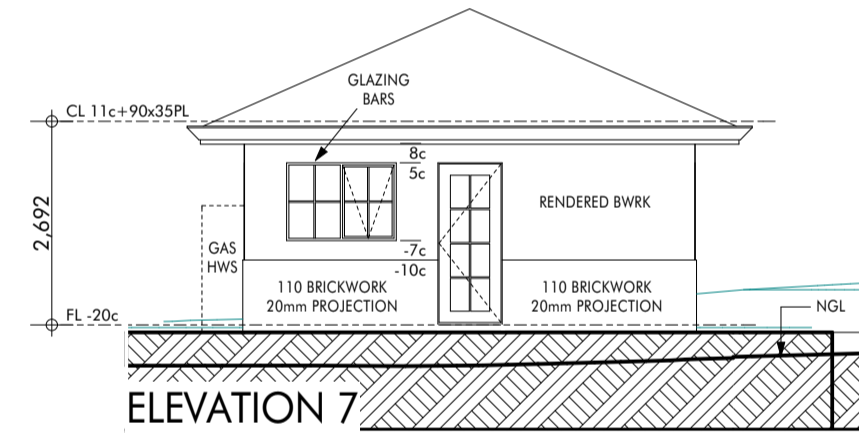 GLAZING
BARS
CL 11c+90x35PL
8c
5c
2,692
RENDERED BWRK
GAS
HWS
-7c
-10c
110 BRICKWORK
20mm PROJECTION
110 BRICKWORK
20mm PROJECTION
NGL
FL -20c
ELEVATION 7